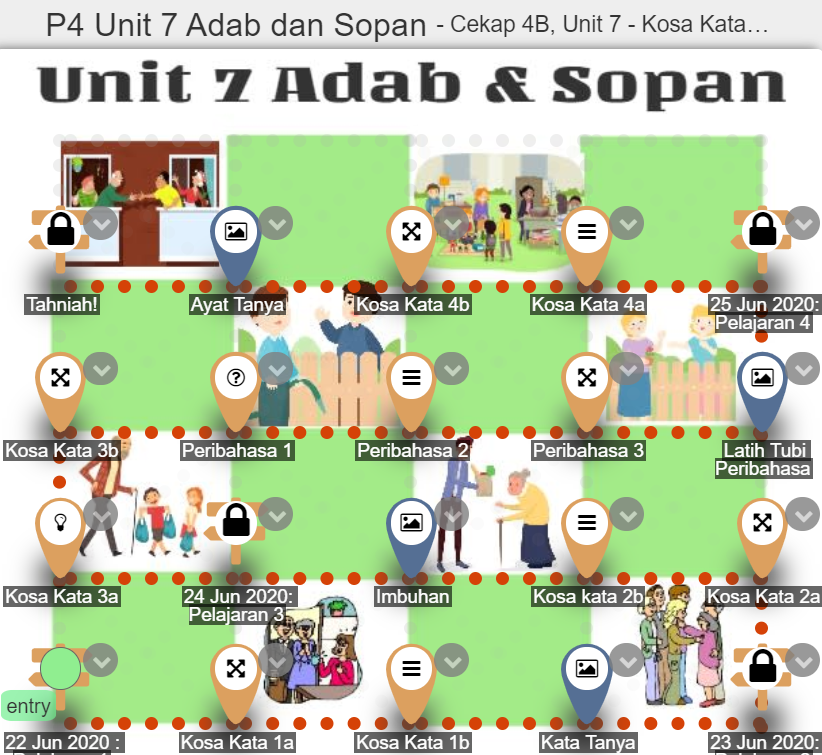 P4 Unit 7 Adab dan Sopan - Cekap 4B, Unit 7 - Kosa Kata…
Unit 7 Adab & Sopan
Tahniah!
Ayat Tanya
Kosa Kata 4b
Kosa Kata 4a
25 Jun 2020:
Pelajaran 4
Kosa Kata 3b
Peribahasa 1
Peribahasa 2
Peribahasa 3
Latih Tubi
Peribahasa
Kosa Kata 3a
24 Jun 2020:
Pelajaran 3
Imbuhan
Kosa kata 2b
Kosa Kata 2a
entry
22 Jun 2020 :
Kosa Kata 1a
Kosa Kata 1b
Kata Tanya
23 Jun 2020: